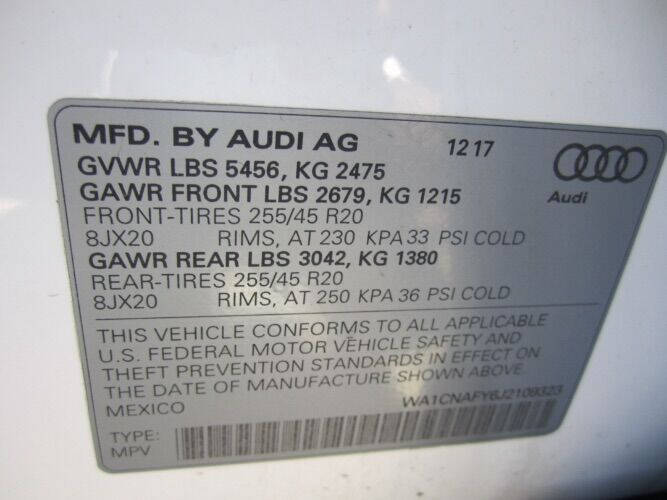 MFD. BY AUDI AG 12 17
GVWR LBS 5456, KG 2475
GAWR FRONT LBS 2679, KG 1215
FRONT-TIRES 255/45 R20
8JX20 RIMS, AT 230 KPA 33 PSI COLD
GAWR REAR LBS 3042, KG 1380
REAR-TIRES 255/45 R20
8JX20 RIMS, AT 250 KPA 36 PSI COLD
Audi
THIS VEHICLE CONFORMS TO ALL APPLICABLE
U.S. FEDERAL MOTOR VEHICLE SAFETY AND
THEFT PREVENTION STANDARDS IN EFFECT ON
THE DATE OF MANUFACTURE SHOWN ABOVE.
MEXICO
WA1CNAFY6J2109323
TYPE:
MPV